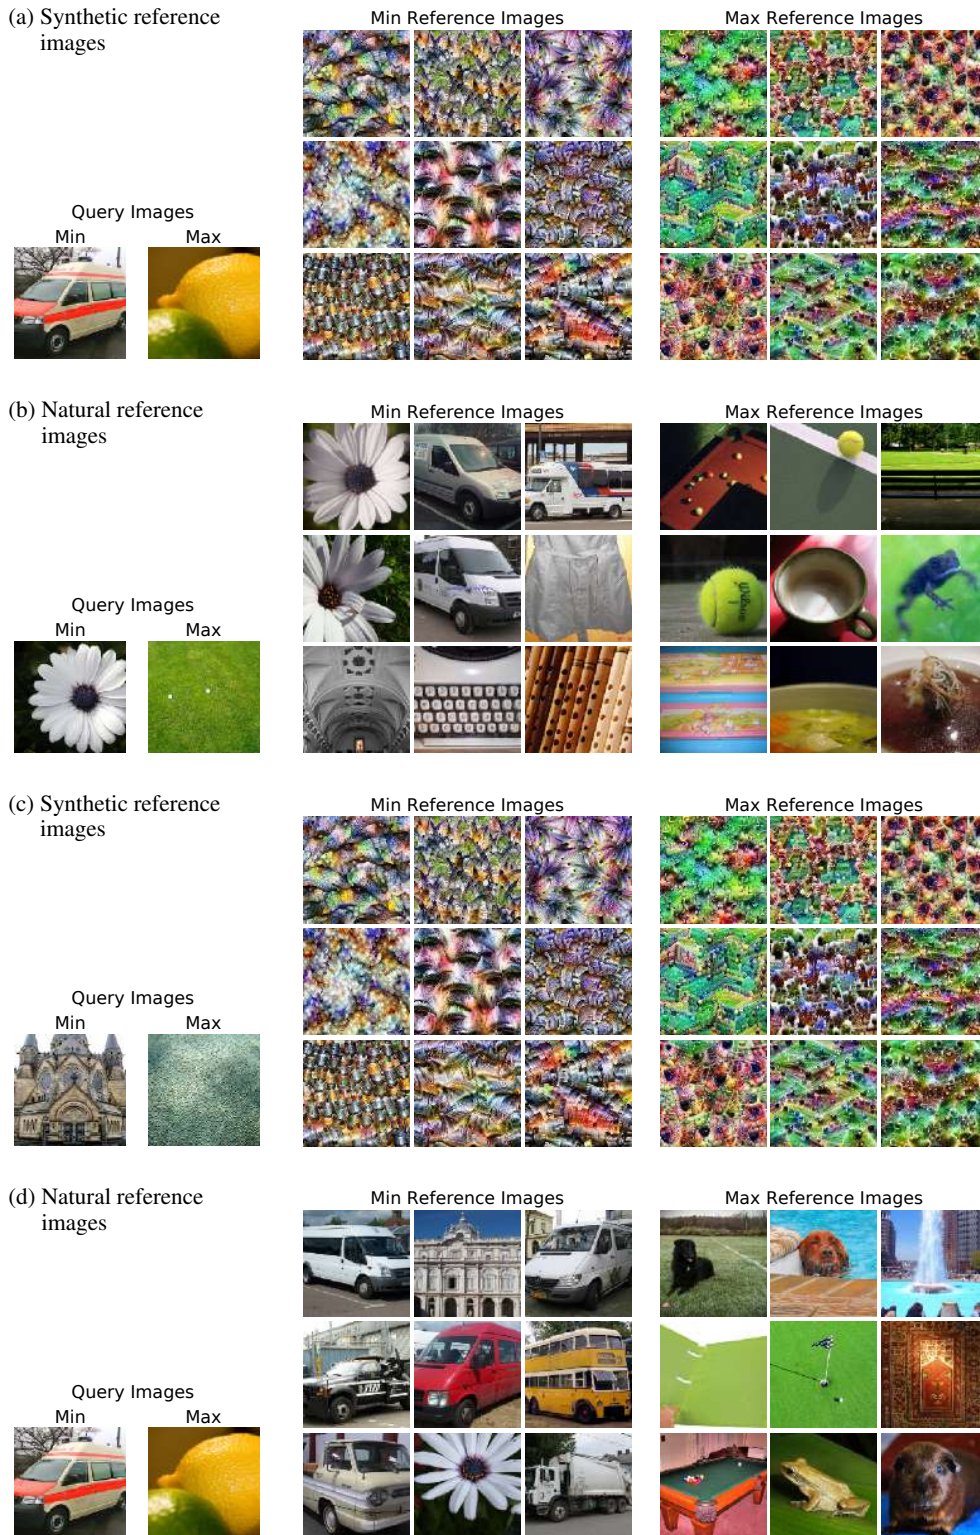 (a) Synthetic reference
images
Min Reference Images
Max Reference Images
Query Images
Min
Max
(b) Natural reference
images
Min Reference Images
Max Reference Images
Query Images
Min
Max
Wilson
(c) Synthetic reference
images
Min Reference Images
Max Reference Images
Query Images
Min
Max
(d) Natural reference
images
Min Reference Images
Max Reference Images
Query Images
Min
Max